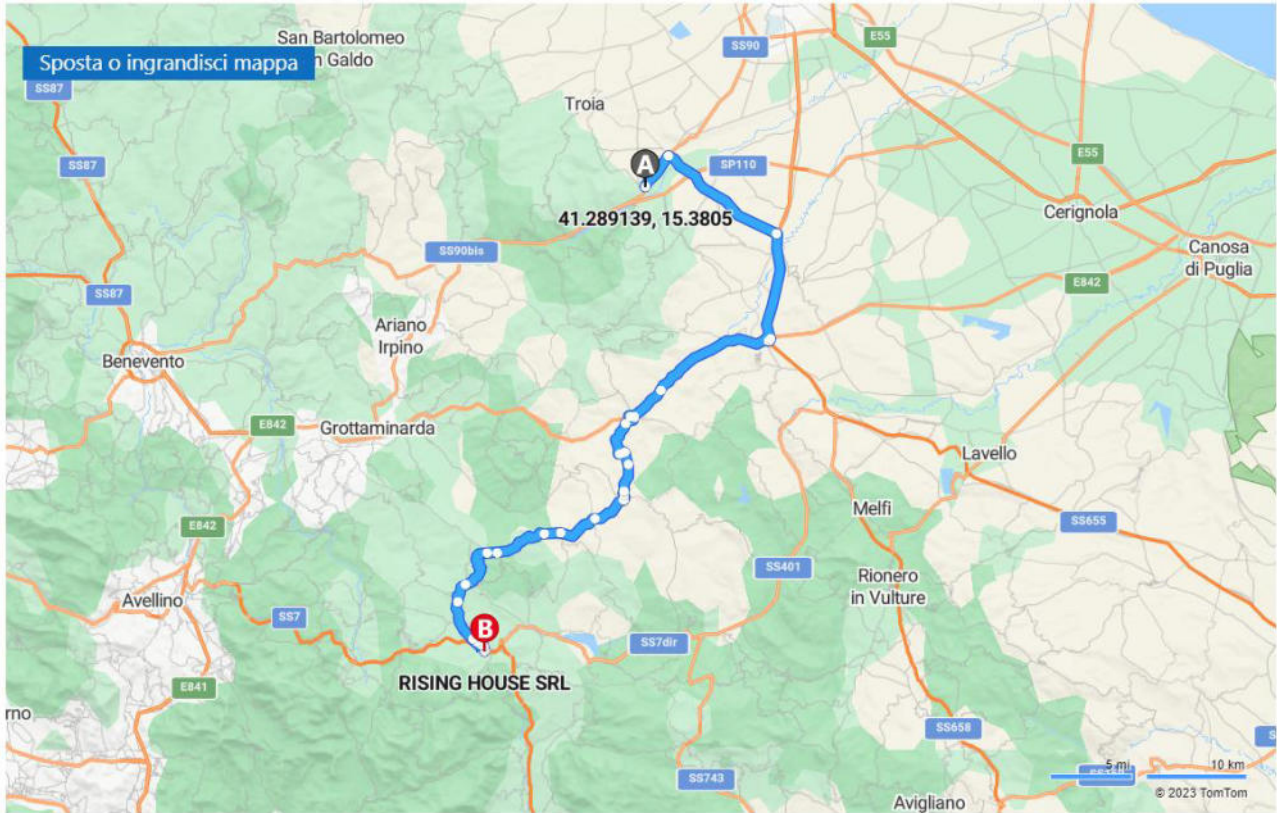 San Bartolomeo
n Galdo
Sposta o ingrandisci mappa
SS90
E55
SS87
Troia
SS87
SP110
E55
41.289139, 15.3805
Cerignola
Canosa
di Puglia
SS90bis
E842
SS87
Ariano
Irpino
Benevento
E842
Grottaminarda
Lavello
Melfi
SS655
E842
SS401
Rionero
in Vulture
Avellino
SS7
SS7dir
A
B
RISING HOUSE SRL
E841
rno
SS658
SS743
5 mi
10 km
© 2023 TomTom
Avigliano